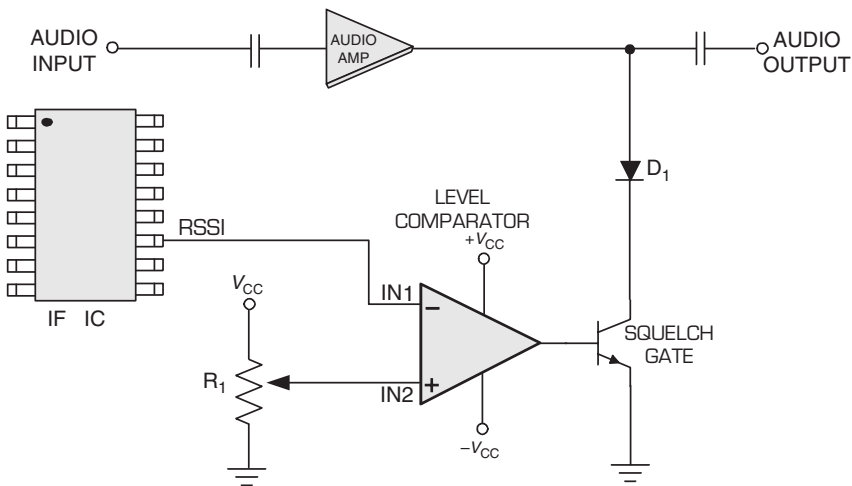 AUDIO
INPUT
AUDIO
AMP
AUDIO
OUTPUT
D1
RSSI
LEVEL
COMPARATOR
+VCC
VCC
IN1
−
IF IC
SQUELCH
GATE
R1
+
IN2
−VCC